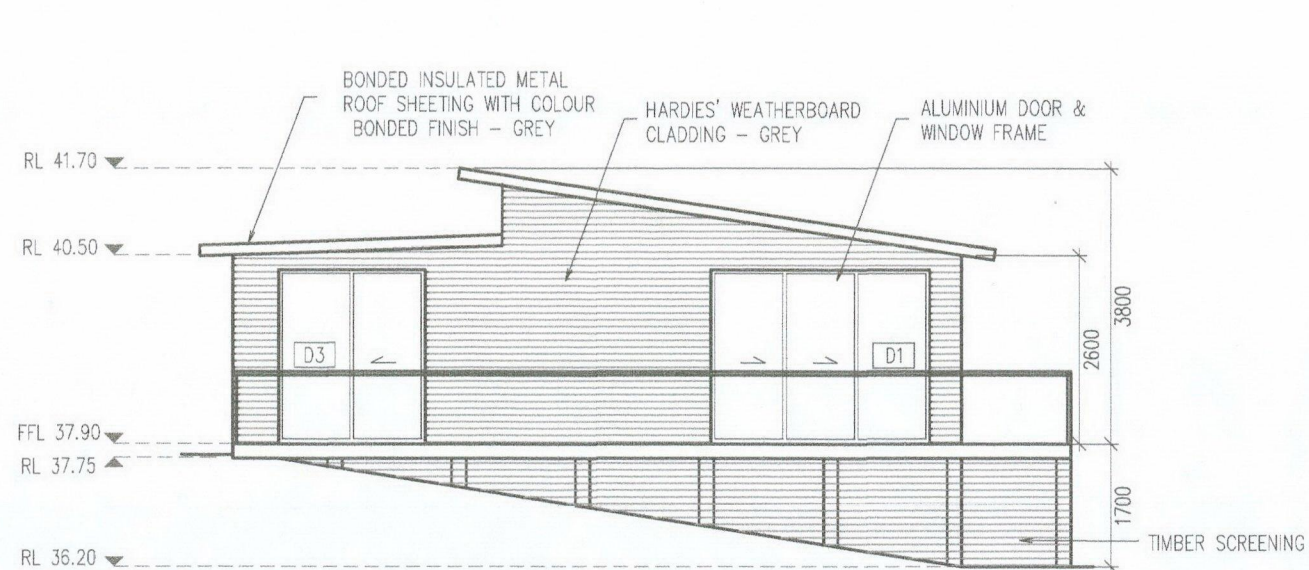 BONDED INSULATED METAL
ROOF SHEETING WITH COLOUR
BONDED FINISH – GREY
HARDIES' WEATHERBOARD
CLADDING – GREY
ALUMINIUM DOOR &
WINDOW FRAME
RL 41.70
RL 40.50
3800
2600
D3
D1
FFL 37.90
RL 37.75
1700
TIMBER SCREENING
RL 36.20